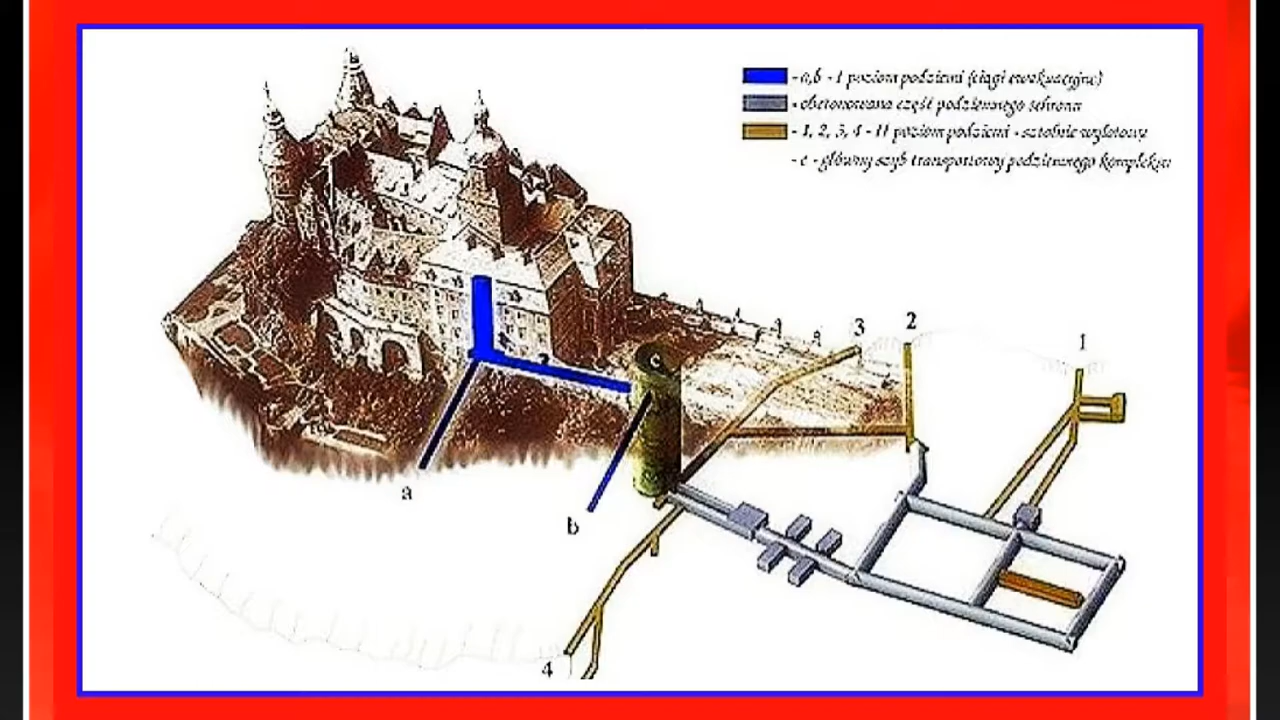 - a,b - I poziom podziemi (ciągi ewakuacyjne)
- obetonowana część podziemnego schronu
- 1, 2, 3, 4 - II poziom podziemi - sztolnie wylotowe
- c - główny szyb transportowy podziemnego kompleksu
3
2
1
c
a
b
4